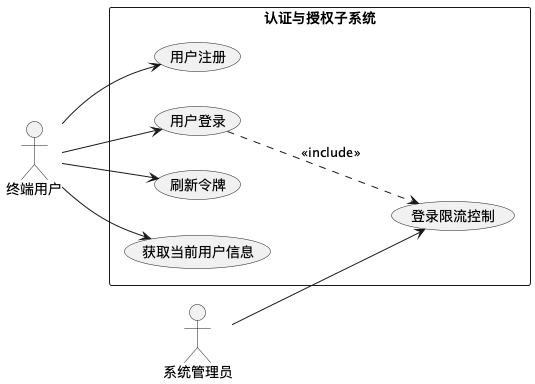 认证与授权子系统
用户注册
用户登录
«include»
终端用户
刷新令牌
登录限流控制
获取当前用户信息
系统管理员